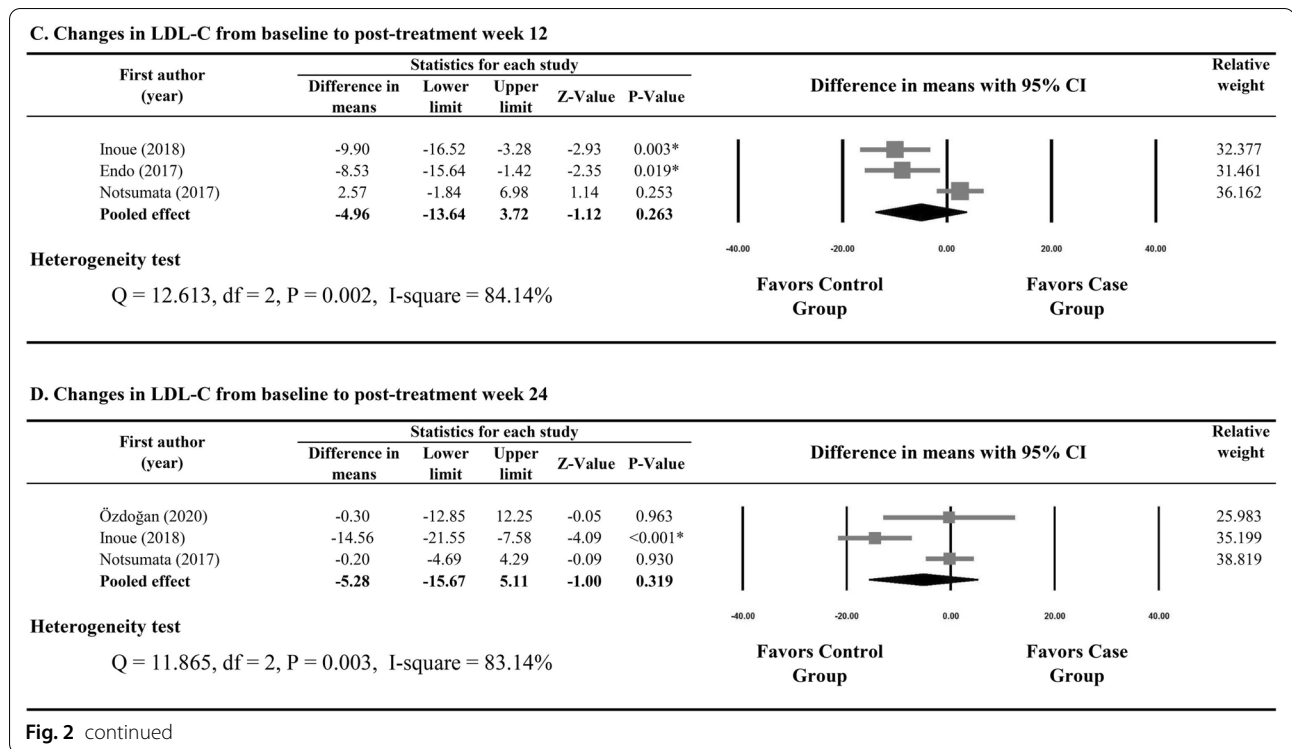 C. Changes in LDL-C from baseline to post-treatment week 12
First author (year) Statistics for each study Difference in means with 95% CI Relative weight
Difference in means Lower limit Upper limit Z-Value P-Value
Inoue (2018) -9.90 -16.52 -3.28 -2.93 0.003* 32.377
Endo (2017) -8.53 -15.64 -1.42 -2.35 0.019* 31.461
Notsumata (2017) 2.57 -1.84 6.98 1.14 0.253 36.162
Pooled effect -4.96 -13.64 3.72 -1.12 0.263
-40.00 -20.00 0.00 20.00 40.00
Heterogeneity test
Favors Control Group Favors Case Group
Q = 12.613, df = 2, P = 0.002, I-square = 84.14%
D. Changes in LDL-C from baseline to post-treatment week 24
First author (year) Statistics for each study Difference in means with 95% CI Relative weight
Difference in means Lower limit Upper limit Z-Value P-Value
Özdoğan (2020) -0.30 -12.85 12.25 -0.05 0.963 25.983
Inoue (2018) -14.56 -21.55 -7.58 -4.09 <0.001* 35.199
Notsumata (2017) -0.20 -4.69 4.29 -0.09 0.930 38.819
Pooled effect -5.28 -15.67 5.11 -1.00 0.319
-40.00 -20.00 0.00 20.00 40.00
Heterogeneity test
Favors Control Group Favors Case Group
Q = 11.865, df = 2, P = 0.003, I-square = 83.14%
Fig. 2 continued